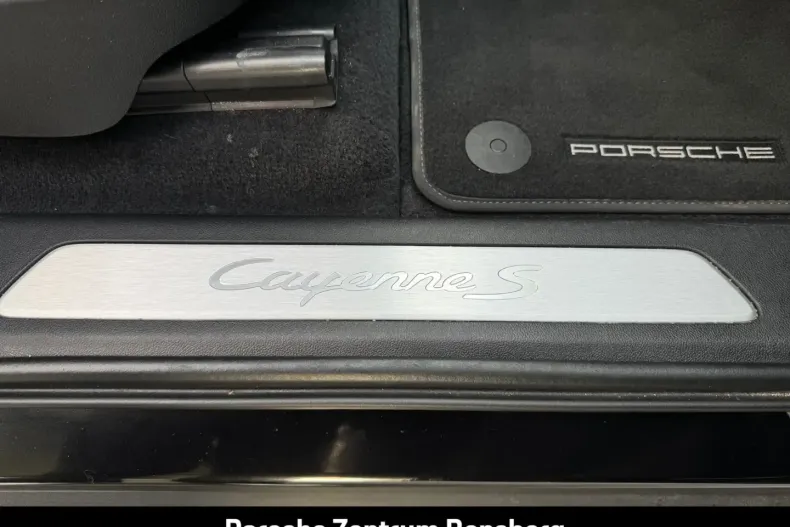 PORSCHE
Cayenne S
Porsche Zentrum Bensberg